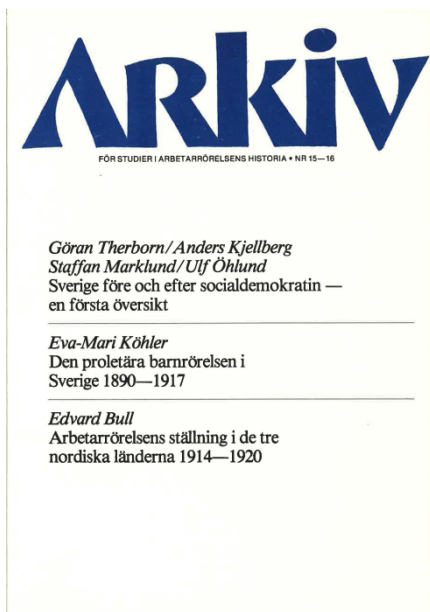 Arkiv
FÖR STUDIER I ARBETARRÖRELSENS HISTORIA • NR 15—16
Göran Therborn/Anders Kjellberg
Staffan Marklund/Ulf Öhlund
Sverige före och efter socialdemokratin —
en första översikt
Eva-Mari Köhler
Den proletära barnrörelsen i
Sverige 1890—1917
Edvard Bull
Arbetarrörelsens ställning i de tre
nordiska länderna 1914—1920